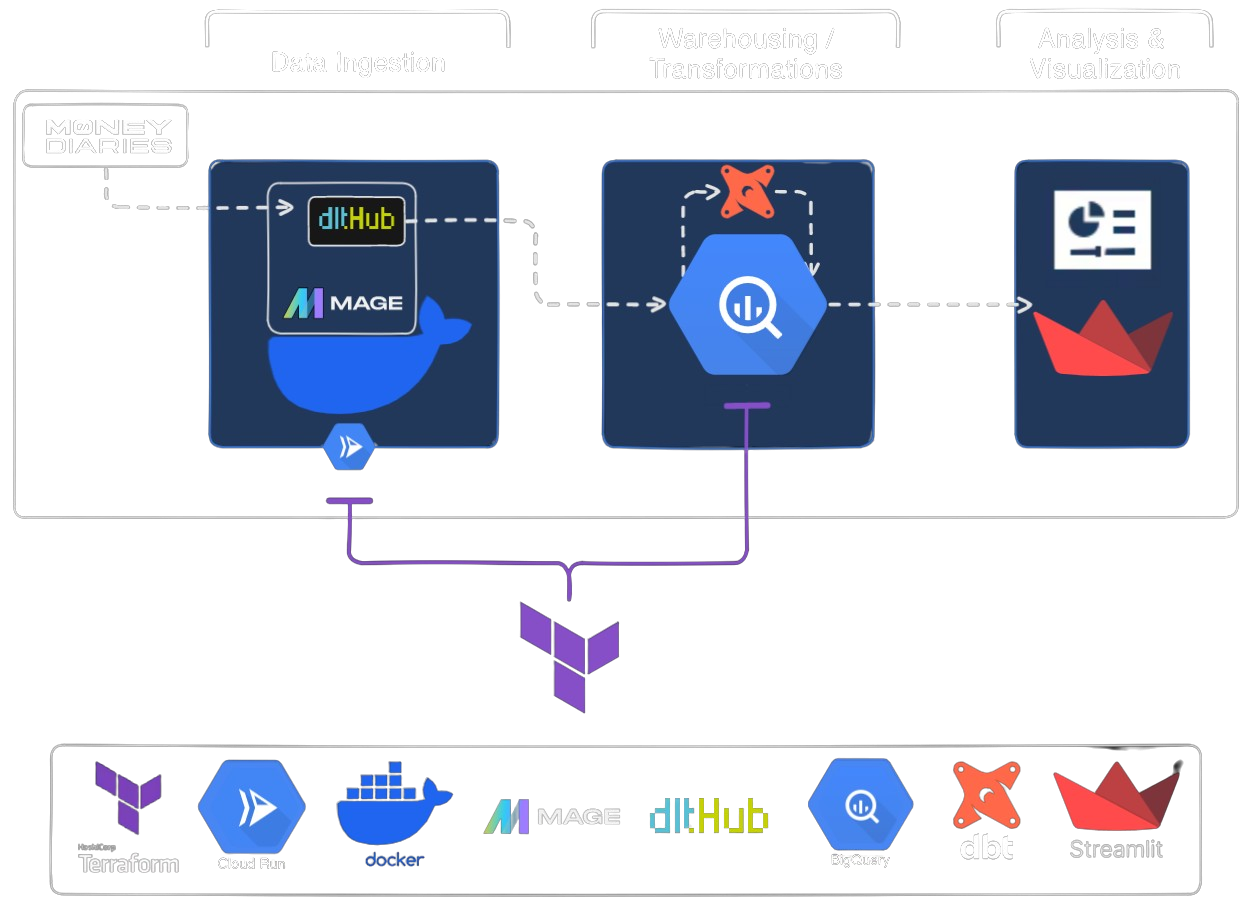 Data Ingestion
Warehousing /
Transformations
Analysis &
Visualization
MONEY
DIARIES
dltHub
MAGE
HashiCorp
Terraform
Cloud Run
docker
MAGE
dltHub
BigQuery
dbt
Streamlit